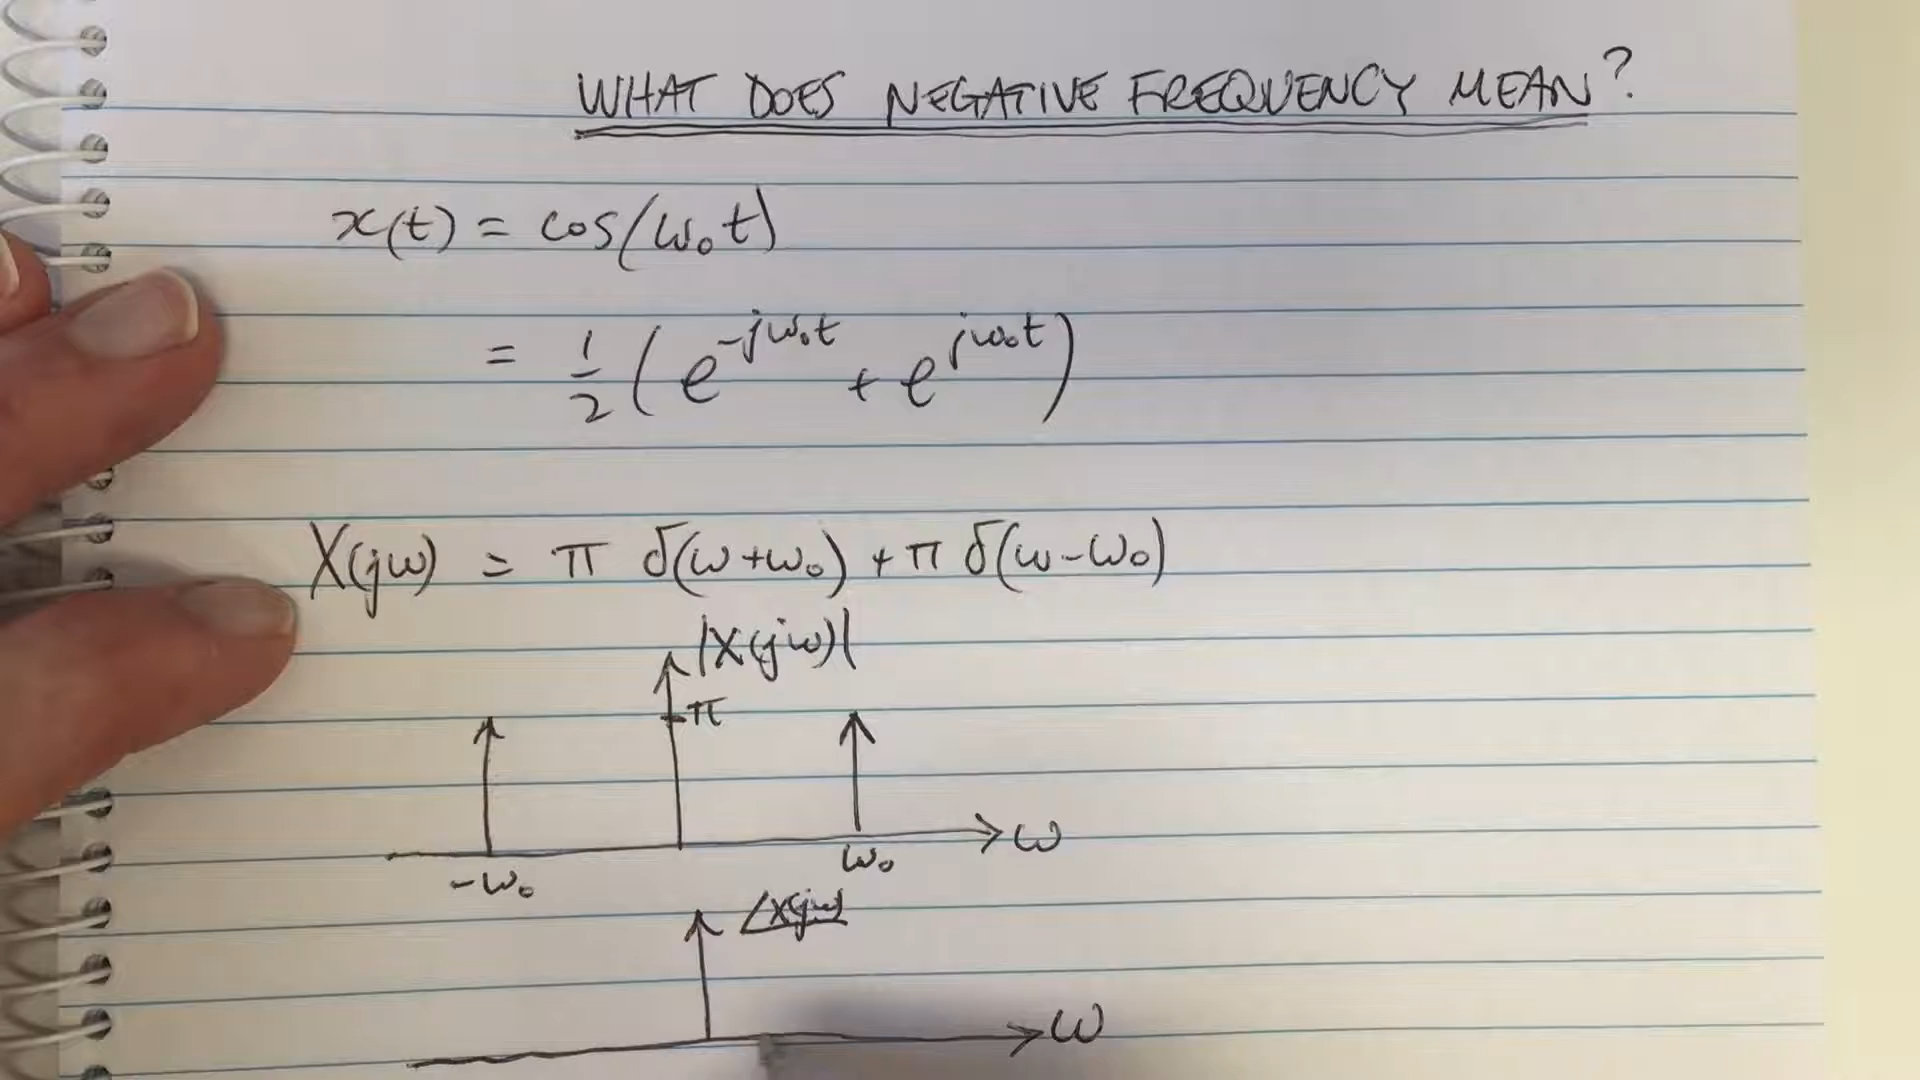 WHAT DOES NEGATIVE FREQUENCY MEAN?
x(t) = cos(ω₀t)
= 1/2 (e^{-jω₀t} + e^{jω₀t})
X(jω) = π δ(ω+ω₀) + π δ(ω-ω₀)
|X(jω)|
π
ω
-ω₀ ω₀
∠X(jω)
ω